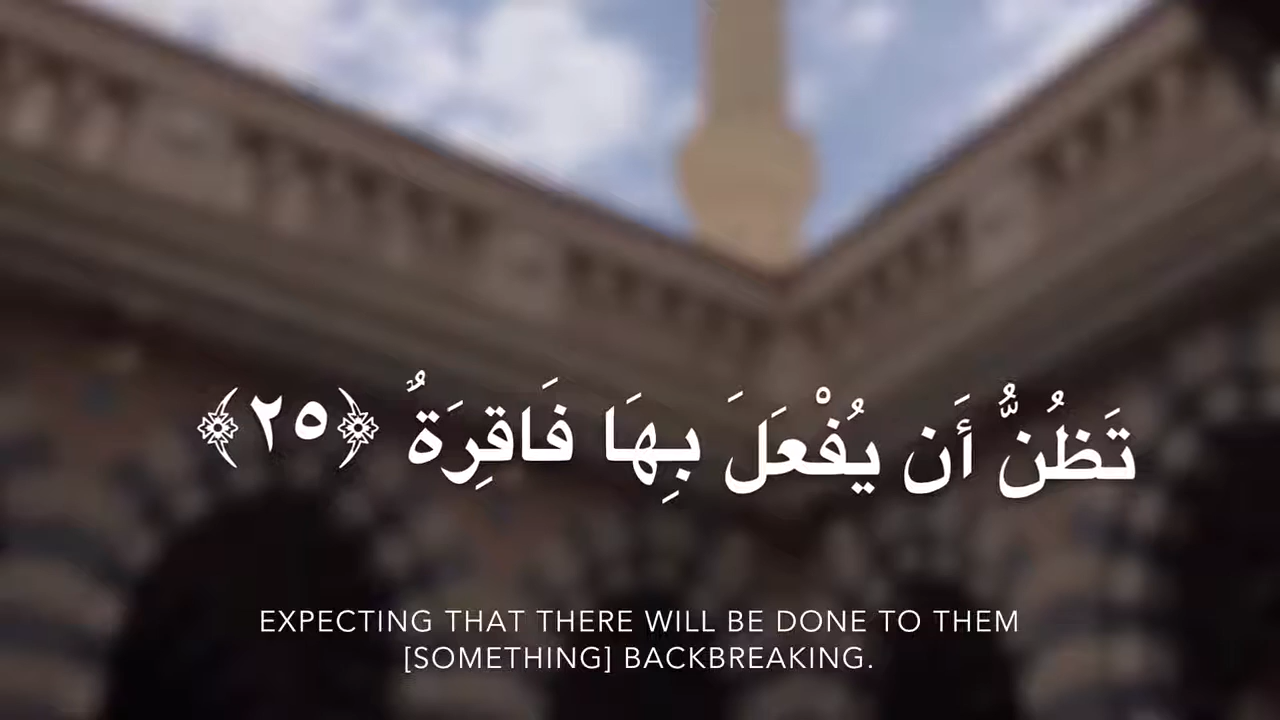 تَظُنُّ أَن يُفْعَلَ بِهَا فَاقِرَةٌ ﴿٢٥﴾
EXPECTING THAT THERE WILL BE DONE TO THEM
[SOMETHING] BACKBREAKING.